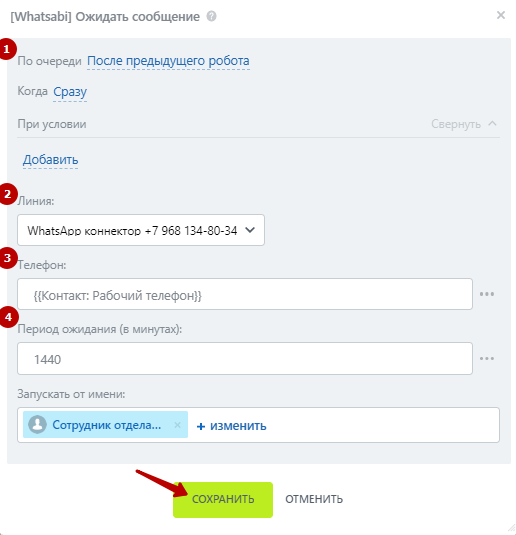 [Whatsabi] Ожидать сообщение ?
1
По очереди После предыдущего робота
Когда Сразу
При условии Свернуть
Добавить
2
Линия:
WhatsApp коннектор +7 968 134-80-34
3
Телефон:
{{Контакт: Рабочий телефон}}
4
Период ожидания (в минутах):
1440
Запускать от имени:
Сотрудник отдела... × + изменить
СОХРАНИТЬ ОТМЕНИТЬ